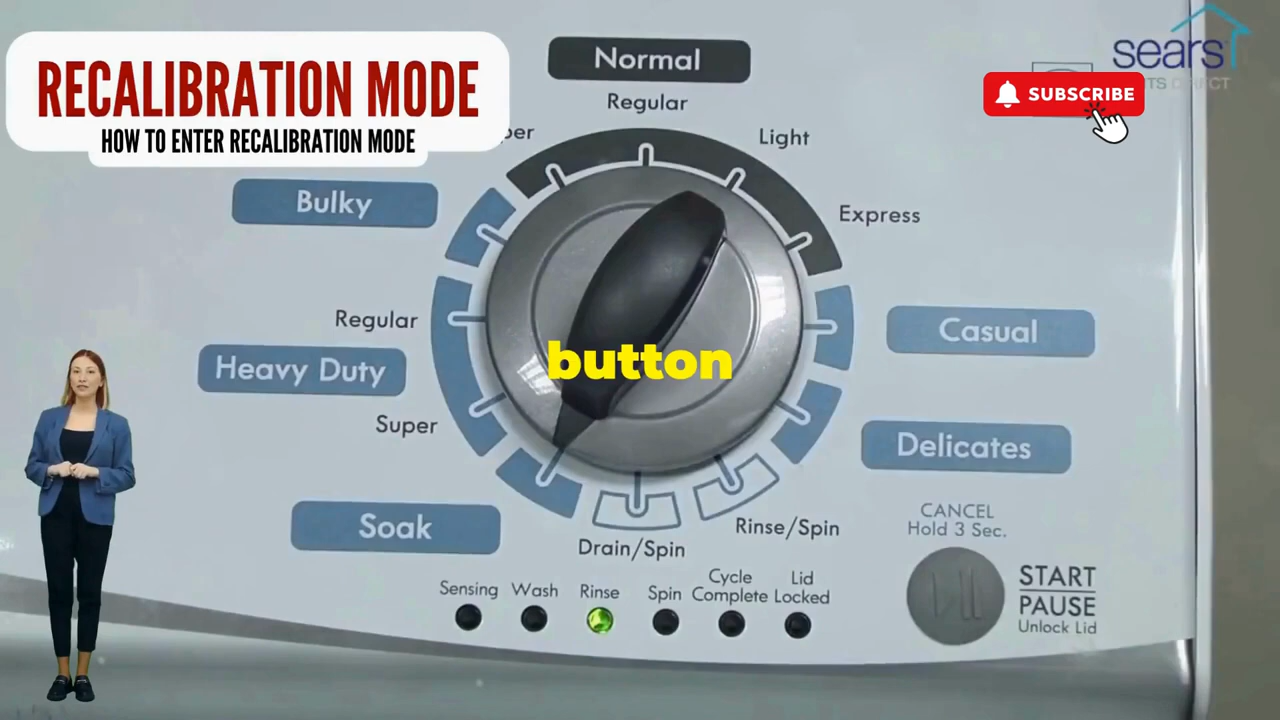 RECALIBRATION MODE
HOW TO ENTER RECALIBRATION MODE
sears
DIRECT
SUBSCRIBE
Normal
Regular
Light
Express
Bulky
Regular
Heavy Duty
Super
Casual
Delicates
button
Soak
Drain/Spin
Rinse/Spin
CANCEL
Hold 3 Sec.
Sensing
Wash
Rinse
Spin
Cycle
Complete
Lid
Locked
START
PAUSE
Unlock Lid